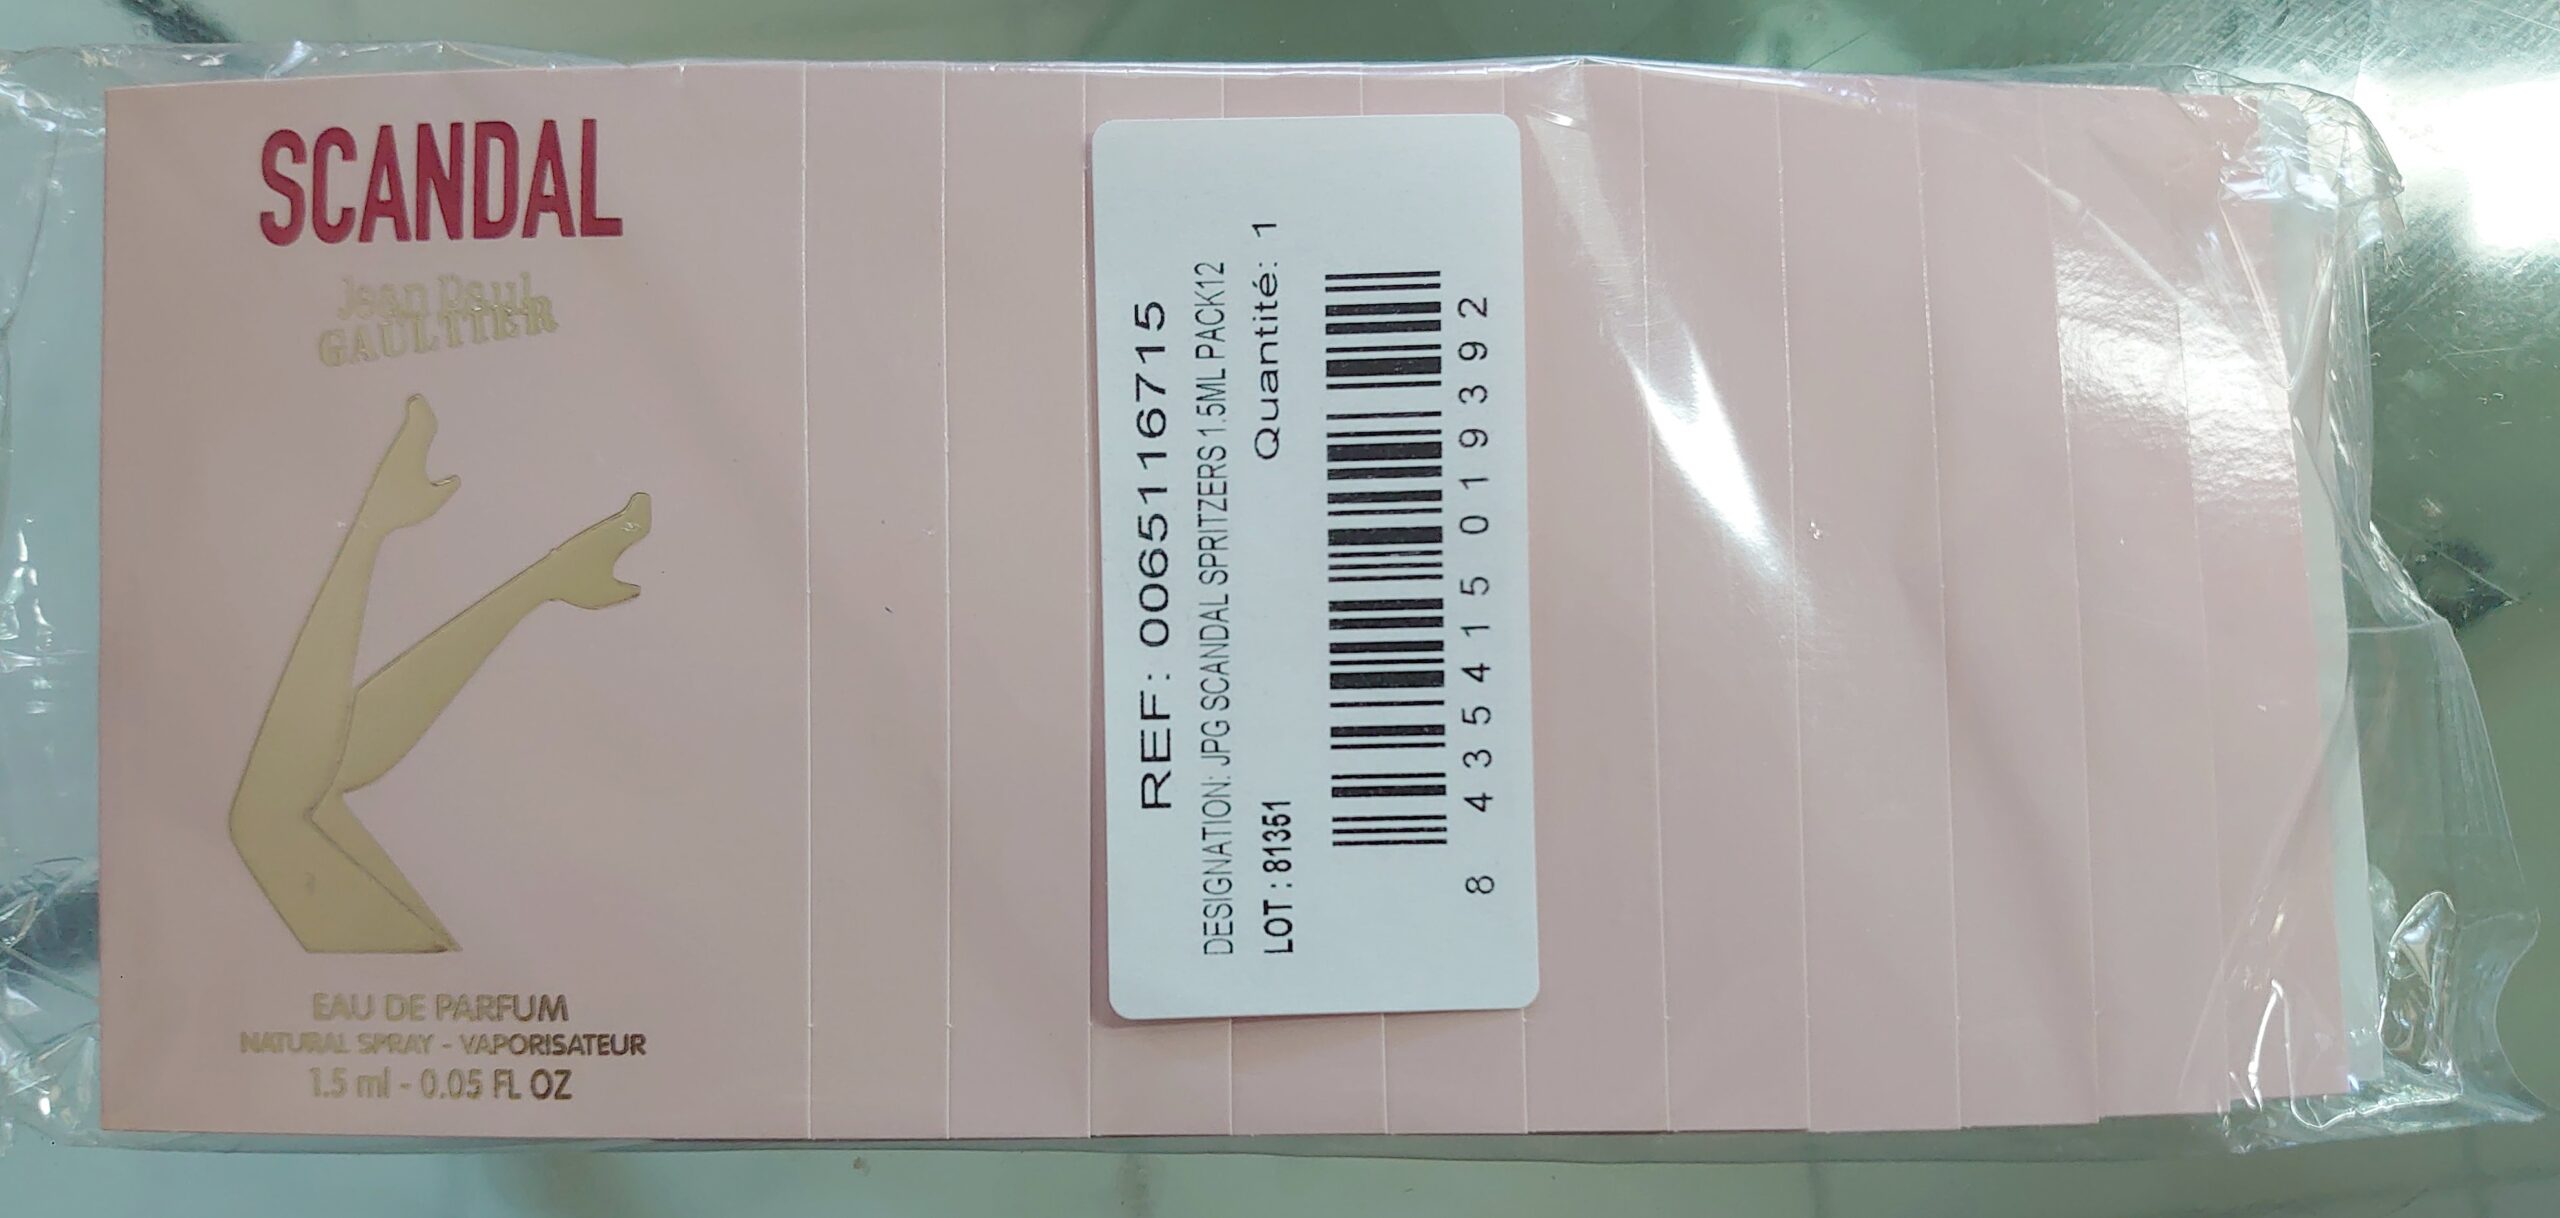 SCANDAL
Jean Paul
GAULTIER
EAU DE PARFUM
NATURAL SPRAY - VAPORISATEUR
1.5 ml - 0.05 FL OZ
REF: 0065116715
DESIGNATION: JPG SCANDAL SPRITZERS 1.5ML PACK12
LOT : 81351 Quantité: 1
8 435415 019392